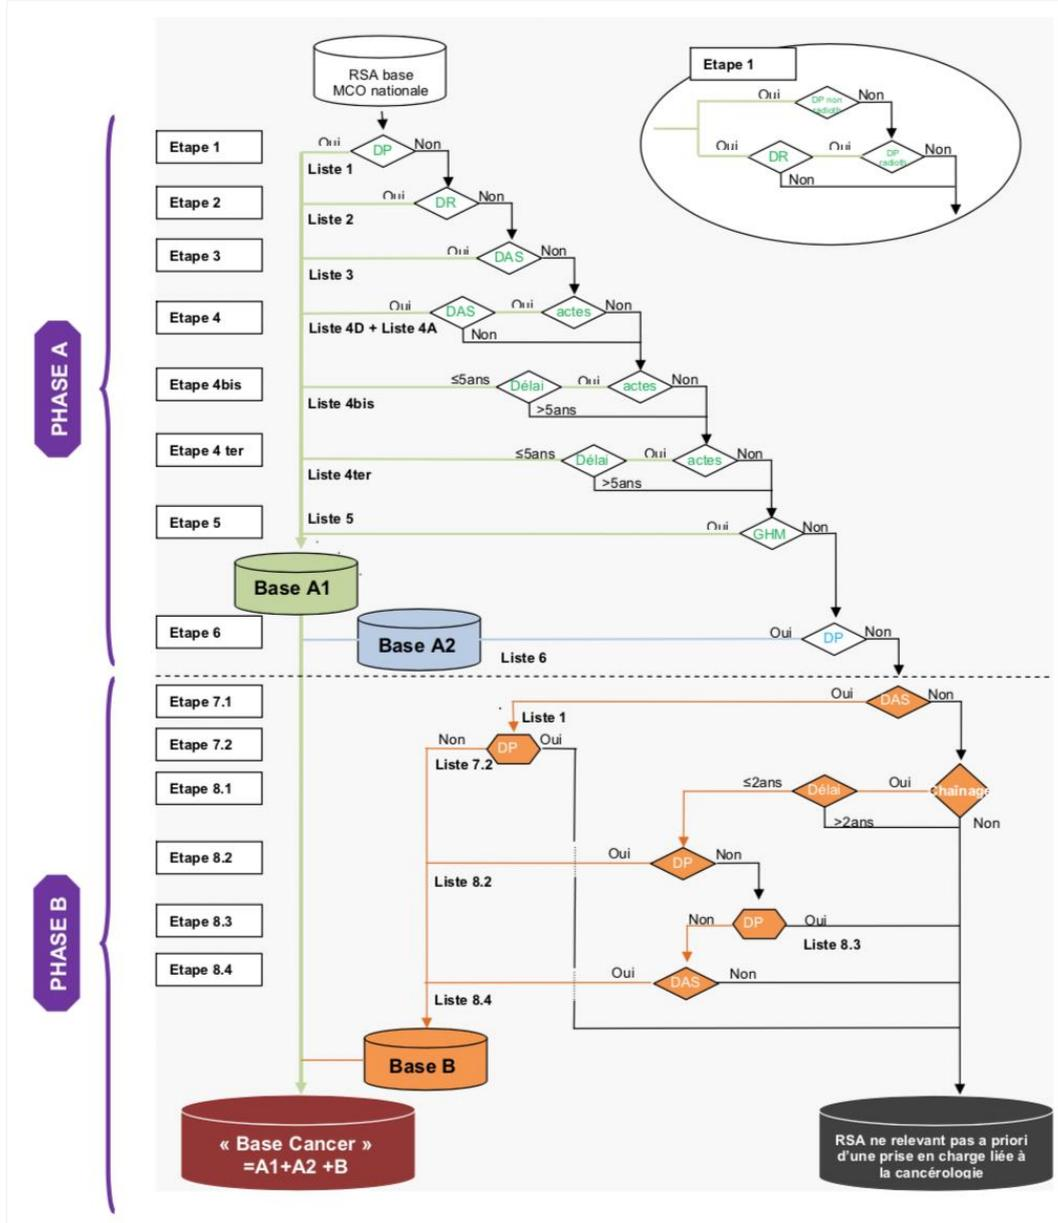 RSA base
MCO nationale
Etape 1
Oui
DP non
radioth
Non
Oui
DR
Oui
DP
radioth
Non
Non
PHASE A
Etape 1
Oui
DP
Non
Liste 1
Etape 2
Oui
DR
Non
Liste 2
Etape 3
Oui
DAS
Non
Liste 3
Etape 4
Oui
DAS
Oui
actes
Non
Liste 4D + Liste 4A
Non
Etape 4bis
≤5ans
Délai
Oui
actes
Non
Liste 4bis
>5ans
Etape 4 ter
≤5ans
Délai
Oui
actes
Non
Liste 4ter
>5ans
Etape 5
Liste 5
Oui
GHM
Non
Base A1
Etape 6
Base A2
Oui
DP
Non
Liste 6
PHASE B
Etape 7.1
Oui
DAS
Non
Liste 1
Etape 7.2
Non
DP
Oui
Liste 7.2
Etape 8.1
≤2ans
Délai
Oui
Chaînage
>2ans
Non
Etape 8.2
Oui
DP
Non
Liste 8.2
Etape 8.3
Non
DP
Oui
Liste 8.3
Etape 8.4
Oui
DAS
Non
Liste 8.4
Base B
« Base Cancer »
=A1+A2 +B
RSA ne relevant pas a priori
d'une prise en charge liée à
la cancérologie